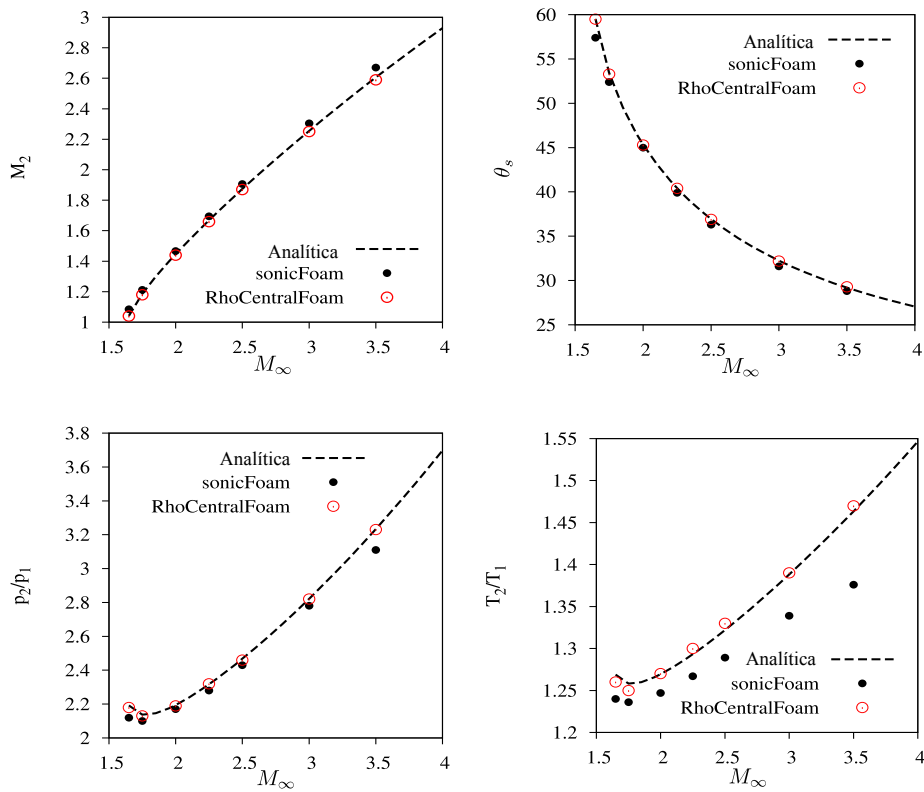 3
2.8
2.6
2.4
2.2
2
1.8
1.6
1.4
1.2
1
M₂
Analítica
sonicFoam
RhoCentralFoam
1.5 2 2.5 3 3.5 4
M∞
60
55
50
45
40
35
30
25
θₛ
Analítica
sonicFoam
RhoCentralFoam
1.5 2 2.5 3 3.5 4
M∞
3.8
3.6
3.4
3.2
3
2.8
2.6
2.4
2.2
2
p₂/p₁
Analítica
sonicFoam
RhoCentralFoam
1.5 2 2.5 3 3.5 4
M∞
1.55
1.5
1.45
1.4
1.35
1.3
1.25
1.2
T₂/T₁
Analítica
sonicFoam
RhoCentralFoam
1.5 2 2.5 3 3.5 4
M∞